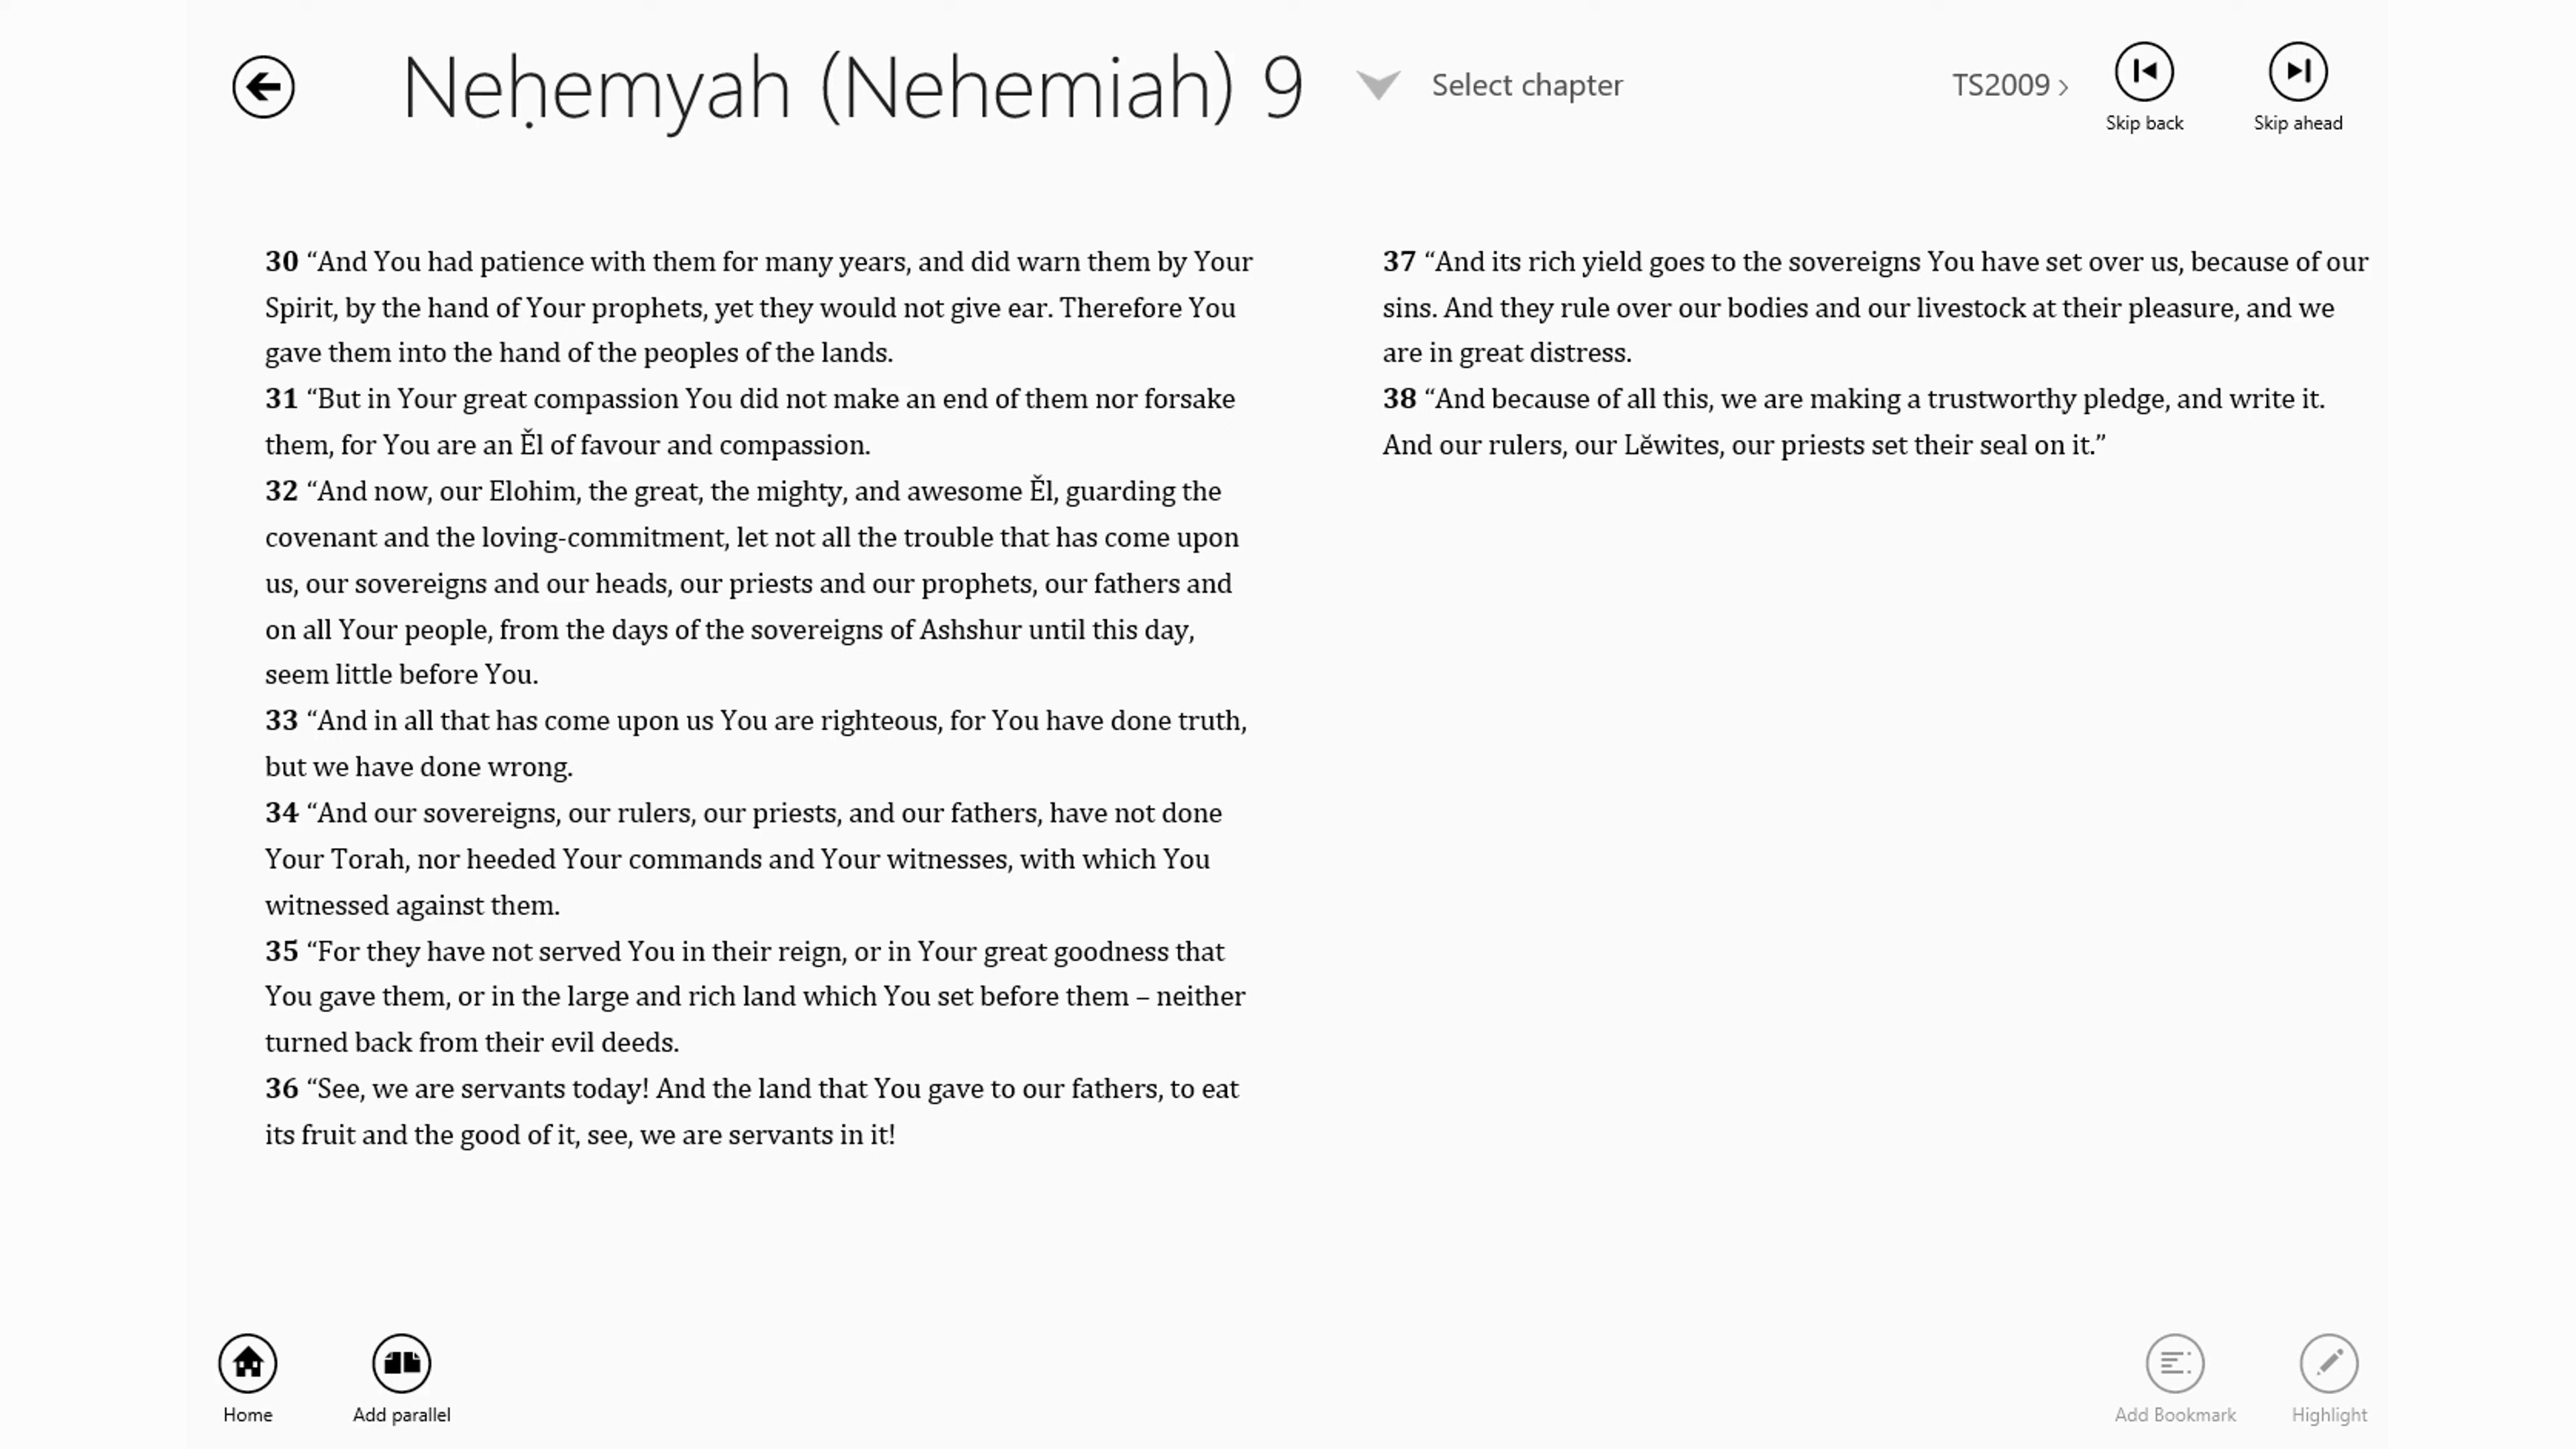 Neḥemyah (Nehemiah) 9
Select chapter
TS2009 ›
Skip back
Skip ahead
30 “And You had patience with them for many years, and did warn them by Your
Spirit, by the hand of Your prophets, yet they would not give ear. Therefore You
gave them into the hand of the peoples of the lands.
31 “But in Your great compassion You did not make an end of them nor forsake
them, for You are an Ěl of favour and compassion.
32 “And now, our Elohim, the great, the mighty, and awesome Ěl, guarding the
covenant and the loving-commitment, let not all the trouble that has come upon
us, our sovereigns and our heads, our priests and our prophets, our fathers and
on all Your people, from the days of the sovereigns of Ashshur until this day,
seem little before You.
33 “And in all that has come upon us You are righteous, for You have done truth,
but we have done wrong.
34 “And our sovereigns, our rulers, our priests, and our fathers, have not done
Your Torah, nor heeded Your commands and Your witnesses, with which You
witnessed against them.
35 “For they have not served You in their reign, or in Your great goodness that
You gave them, or in the large and rich land which You set before them – neither
turned back from their evil deeds.
36 “See, we are servants today! And the land that You gave to our fathers, to eat
its fruit and the good of it, see, we are servants in it!
37 “And its rich yield goes to the sovereigns You have set over us, because of our
sins. And they rule over our bodies and our livestock at their pleasure, and we
are in great distress.
38 “And because of all this, we are making a trustworthy pledge, and write it.
And our rulers, our Lěwites, our priests set their seal on it.”
Home
Add parallel
Add Bookmark
Highlight